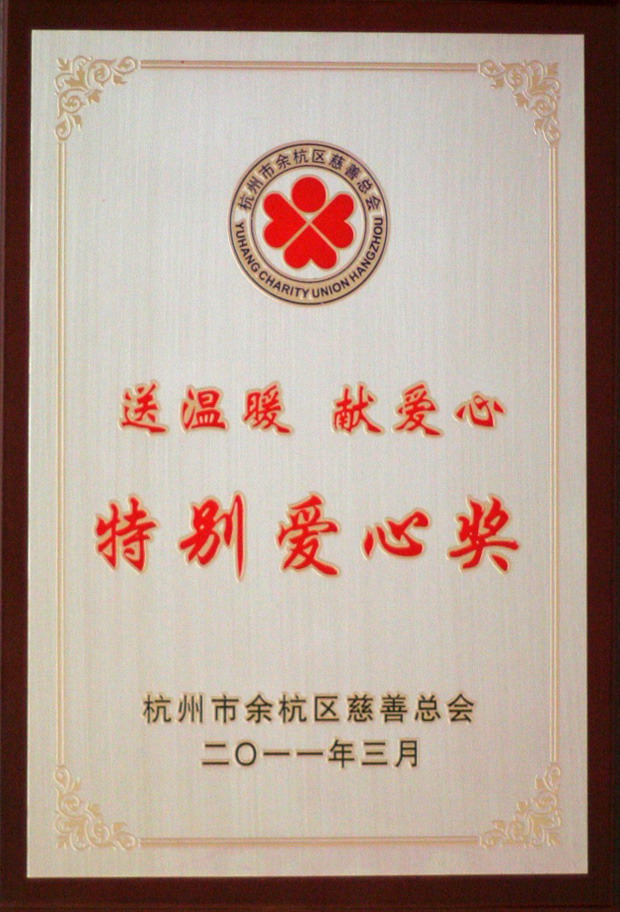 杭州市余杭区慈善总会
YUHANG CHARITY UNION HANGZHOU
送温暖 献爱心
特别爱心奖
杭州市余杭区慈善总会
二〇一一年三月